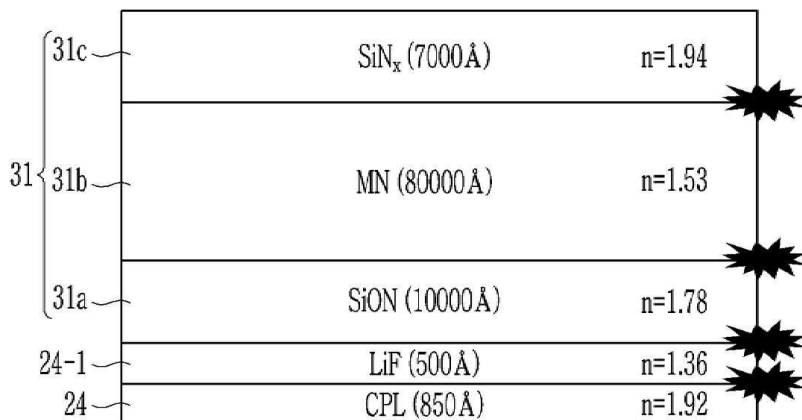 31c SiNₓ (7000Å) n=1.94
31 31b MN (80000Å) n=1.53
31a SiON (10000Å) n=1.78
24-1 LiF (500Å) n=1.36
24 CPL (850Å) n=1.92